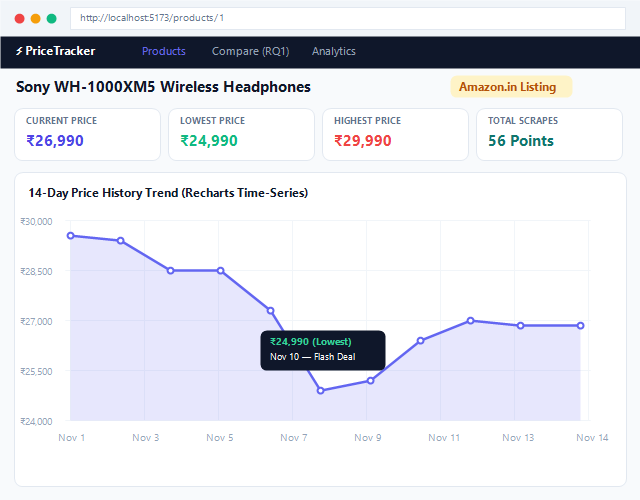 http://localhost:5173/products/1
⚡ PriceTracker Products Compare (RQ1) Analytics
Sony WH-1000XM5 Wireless Headphones Amazon.in Listing
CURRENT PRICE LOWEST PRICE HIGHEST PRICE TOTAL SCRAPES
₹26,990 ₹24,990 ₹29,990 56 Points
14-Day Price History Trend (Recharts Time-Series)
₹30,000
₹28,500
₹27,000
₹24,990 (Lowest)
Nov 10 — Flash Deal
₹25,500
₹24,000
Nov 1 Nov 3 Nov 5 Nov 7 Nov 9 Nov 11 Nov 13 Nov 14